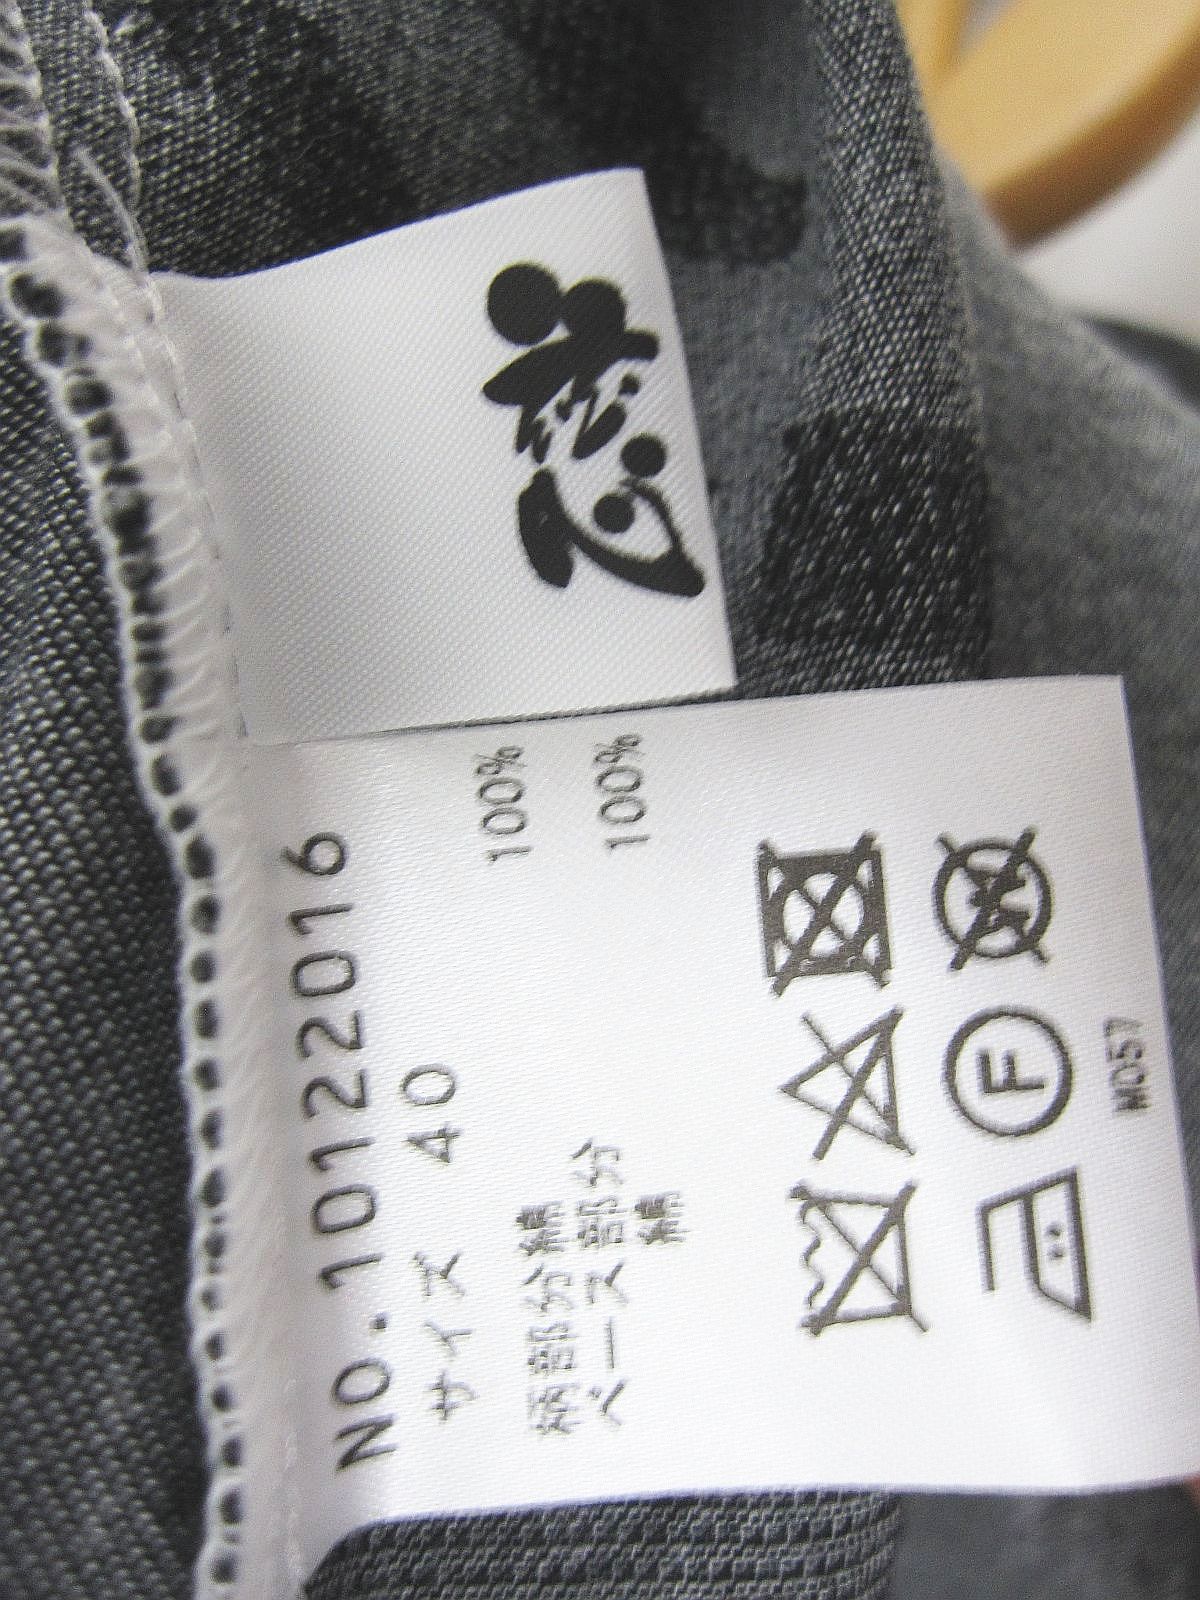 NO.10122016
サイズ 40
柄部分綿 100%
ベース部分
綿 100%
F
W
M057